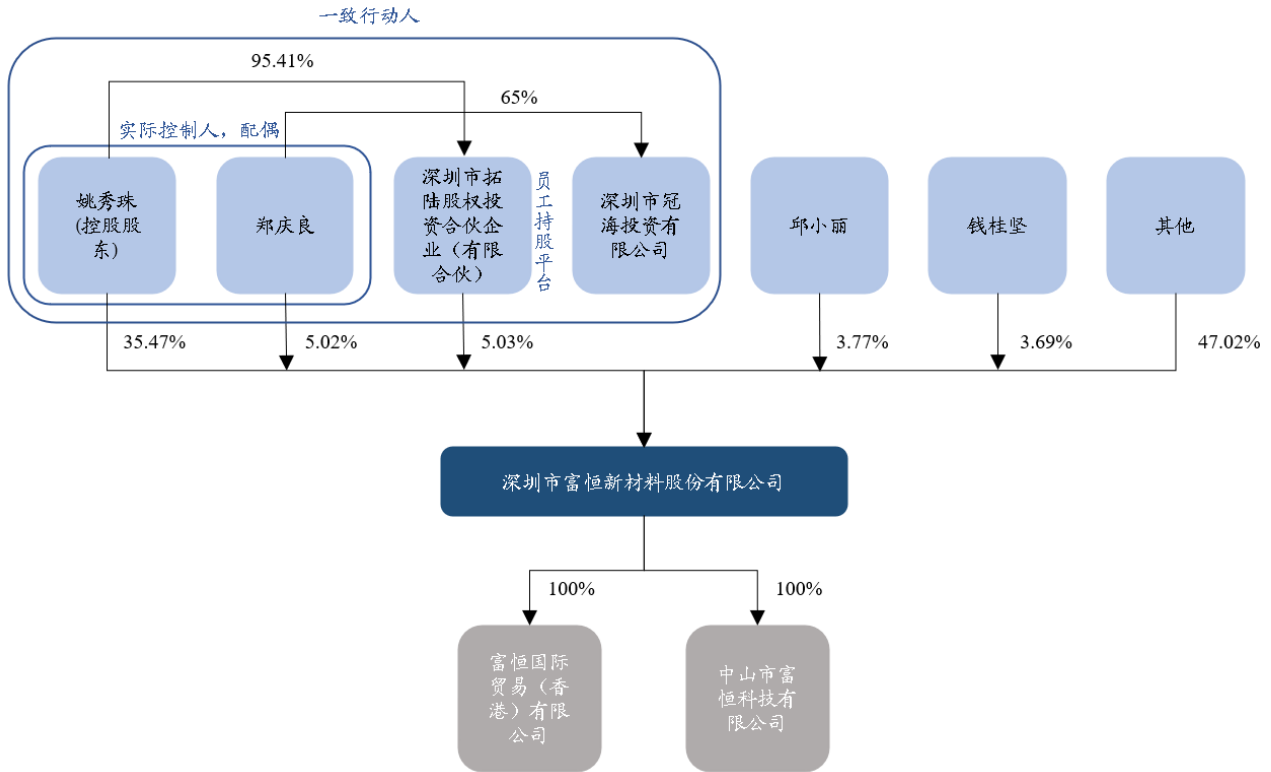 一致行动人
95.41%
65%
实际控制人，配偶
姚秀珠
(控股股
东)
郑庆良
深圳市拓
陆股权投
资合伙企
业（有限
合伙）
员工持股平台
深圳市冠
海投资有
限公司
邱小丽
钱桂坚
其他
35.47%
5.02%
5.03%
3.77%
3.69%
47.02%
深圳市富恒新材料股份有限公司
100%
100%
富恒国际
贸易（香
港）有限
公司
中山市富
恒科技有
限公司